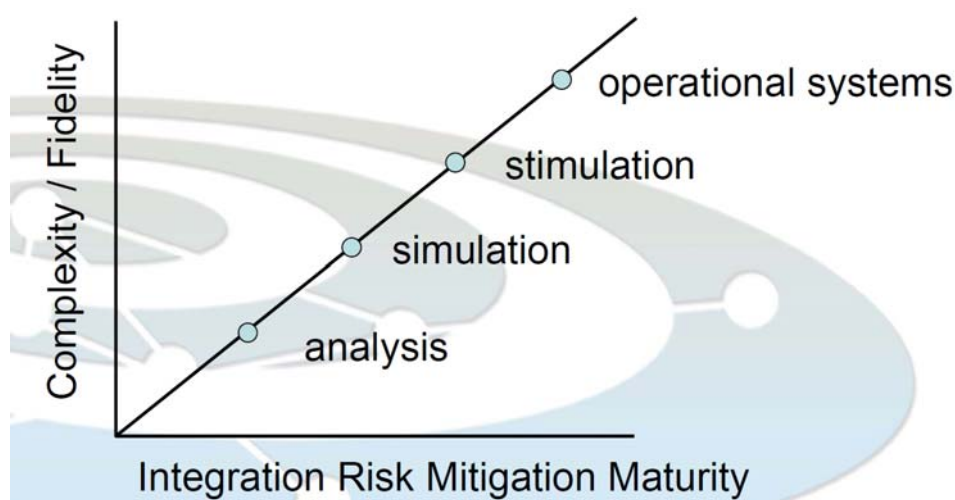 Complexity / Fidelity
operational systems
stimulation
simulation
analysis
Integration Risk Mitigation Maturity